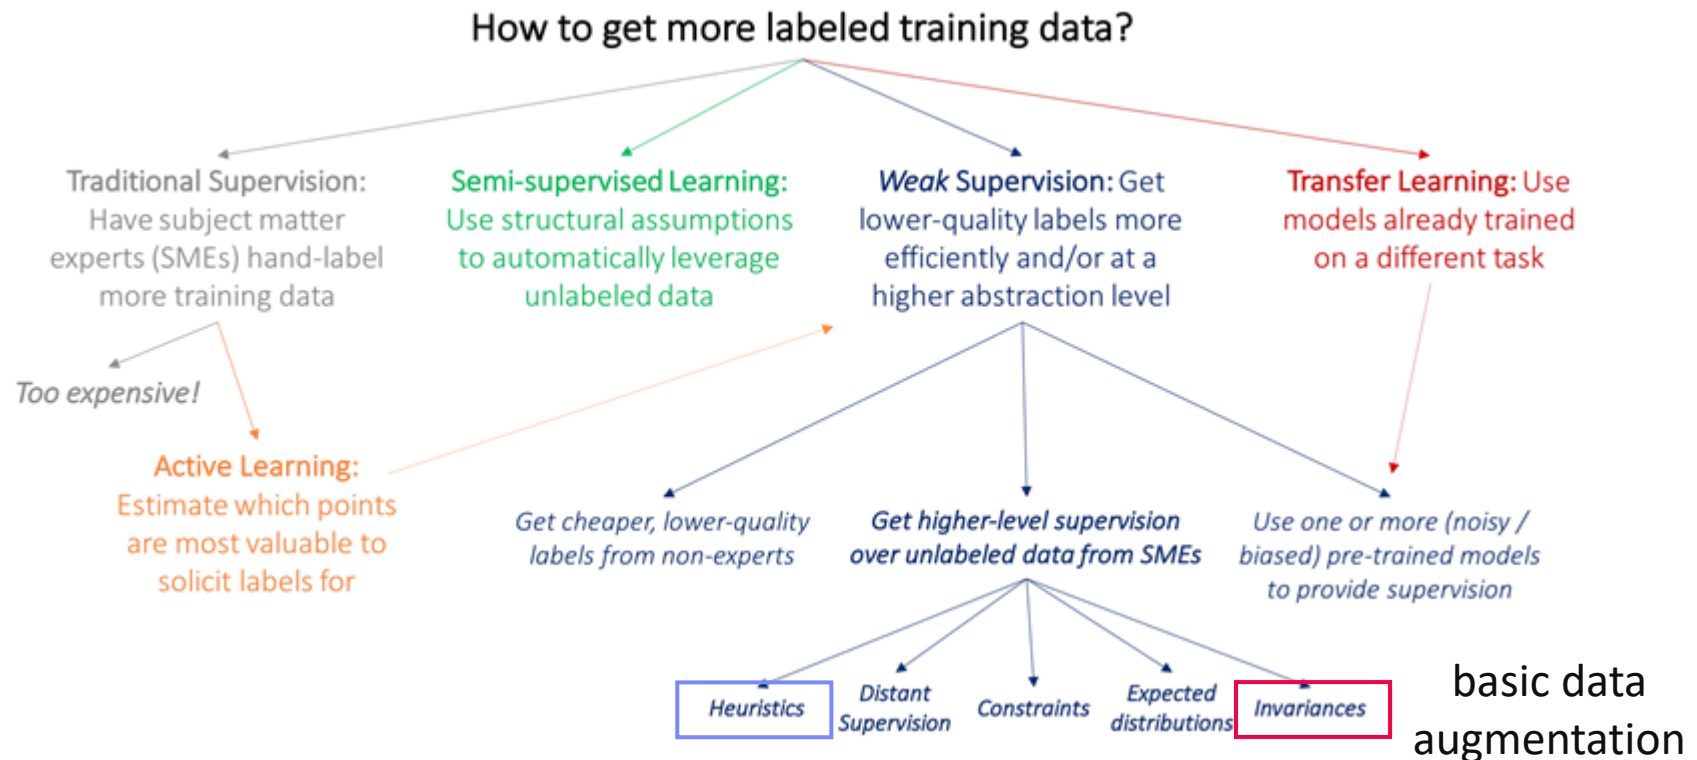 How to get more labeled training data?
Traditional Supervision:
Have subject matter
experts (SMEs) hand-label
more training data
Semi-supervised Learning:
Use structural assumptions
to automatically leverage
unlabeled data
Weak Supervision: Get
lower-quality labels more
efficiently and/or at a
higher abstraction level
Transfer Learning: Use
models already trained
on a different task
Too expensive!
Active Learning:
Estimate which points
are most valuable to
solicit labels for
Get cheaper, lower-quality
labels from non-experts
Get higher-level supervision
over unlabeled data from SMEs
Use one or more (noisy /
biased) pre-trained models
to provide supervision
Heuristics
Distant
Supervision
Constraints
Expected
distributions
Invariances
basic data
augmentation